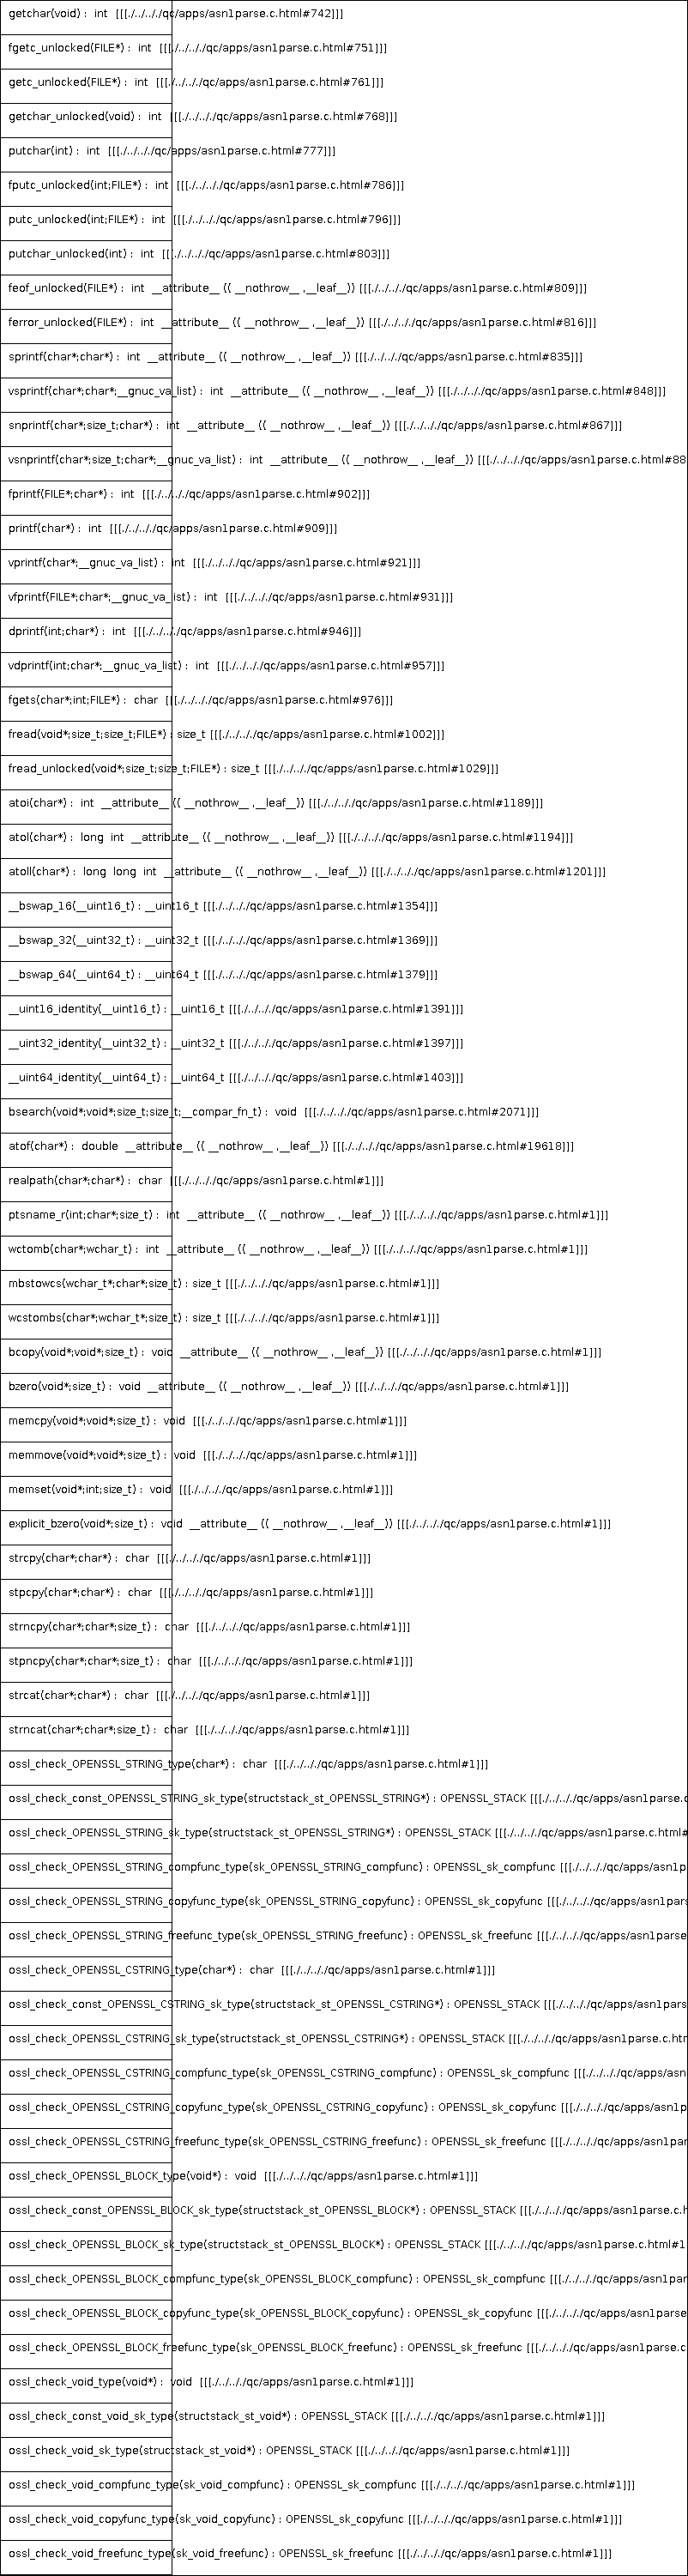 getchar(void) : int [[[./../.././qc/apps/asn1parse.c.html#742]]]
fgetc_unlocked(FILE*) : int [[[./../.././qc/apps/asn1parse.c.html#751]]]
getc_unlocked(FILE*) : int [[[./../.././qc/apps/asn1parse.c.html#761]]]
getchar_unlocked(void) : int [[[./../.././qc/apps/asn1parse.c.html#768]]]
putchar(int) : int [[[./../.././qc/apps/asn1parse.c.html#777]]]
fputc_unlocked(int;FILE*) : int [[[./../.././qc/apps/asn1parse.c.html#786]]]
putc_unlocked(int;FILE*) : int [[[./../.././qc/apps/asn1parse.c.html#796]]]
putchar_unlocked(int) : int [[[./../.././qc/apps/asn1parse.c.html#803]]]
feof_unlocked(FILE*) : int __attribute__ (( __nothrow__ ,__leaf__)) [[[./../.././qc/apps/asn1parse.c.html#809]]]
ferror_unlocked(FILE*) : int __attribute__ (( __nothrow__ ,__leaf__)) [[[./../.././qc/apps/asn1parse.c.html#816]]]
sprintf(char*;char*) : int __attribute__ (( __nothrow__ ,__leaf__)) [[[./../.././qc/apps/asn1parse.c.html#835]]]
vsprintf(char*;char*;__gnuc_va_list) : int __attribute__ (( __nothrow__ ,__leaf__)) [[[./../.././qc/apps/asn1parse.c.html#848]]]
snprintf(char*;size_t;char*) : int __attribute__ (( __nothrow__ ,__leaf__)) [[[./../.././qc/apps/asn1parse.c.html#867]]]
vsnprintf(char*;size_t;char*;__gnuc_va_list) : int __attribute__ (( __nothrow__ ,__leaf__)) [[[./../.././qc/apps/asn1parse.c.html#88
fprintf(FILE*;char*) : int [[[./../.././qc/apps/asn1parse.c.html#902]]]
printf(char*) : int [[[./../.././qc/apps/asn1parse.c.html#909]]]
vprintf(char*;__gnuc_va_list) : int [[[./../.././qc/apps/asn1parse.c.html#921]]]
vfprintf(FILE*;char*;__gnuc_va_list) : int [[[./../.././qc/apps/asn1parse.c.html#931]]]
dprintf(int;char*) : int [[[./../.././qc/apps/asn1parse.c.html#946]]]
vdprintf(int;char*;__gnuc_va_list) : int [[[./../.././qc/apps/asn1parse.c.html#957]]]
fgets(char*;int;FILE*) : char [[[./../.././qc/apps/asn1parse.c.html#976]]]
fread(void*;size_t;size_t;FILE*) : size_t [[[./../.././qc/apps/asn1parse.c.html#1002]]]
fread_unlocked(void*;size_t;size_t;FILE*) : size_t [[[./../.././qc/apps/asn1parse.c.html#1029]]]
atoi(char*) : int __attribute__ (( __nothrow__ ,__leaf__)) [[[./../.././qc/apps/asn1parse.c.html#1189]]]
atol(char*) : long int __attribute__ (( __nothrow__ ,__leaf__)) [[[./../.././qc/apps/asn1parse.c.html#1194]]]
atoll(char*) : long long int __attribute__ (( __nothrow__ ,__leaf__)) [[[./../.././qc/apps/asn1parse.c.html#1201]]]
__bswap_16(__uint16_t) : __uint16_t [[[./../.././qc/apps/asn1parse.c.html#1354]]]
__bswap_32(__uint32_t) : __uint32_t [[[./../.././qc/apps/asn1parse.c.html#1369]]]
__bswap_64(__uint64_t) : __uint64_t [[[./../.././qc/apps/asn1parse.c.html#1379]]]
__uint16_identity(__uint16_t) : __uint16_t [[[./../.././qc/apps/asn1parse.c.html#1391]]]
__uint32_identity(__uint32_t) : __uint32_t [[[./../.././qc/apps/asn1parse.c.html#1397]]]
__uint64_identity(__uint64_t) : __uint64_t [[[./../.././qc/apps/asn1parse.c.html#1403]]]
bsearch(void*;void*;size_t;size_t;__compar_fn_t) : void [[[./../.././qc/apps/asn1parse.c.html#2071]]]
atof(char*) : double __attribute__ (( __nothrow__ ,__leaf__)) [[[./../.././qc/apps/asn1parse.c.html#19618]]]
realpath(char*;char*) : char [[[./../.././qc/apps/asn1parse.c.html#1]]]
ptsname_r(int;char*;size_t) : int __attribute__ (( __nothrow__ ,__leaf__)) [[[./../.././qc/apps/asn1parse.c.html#1]]]
wctomb(char*;wchar_t) : int __attribute__ (( __nothrow__ ,__leaf__)) [[[./../.././qc/apps/asn1parse.c.html#1]]]
mbstowcs(wchar_t*;char*;size_t) : size_t [[[./../.././qc/apps/asn1parse.c.html#1]]]
wcstombs(char*;wchar_t*;size_t) : size_t [[[./../.././qc/apps/asn1parse.c.html#1]]]
bcopy(void*;void*;size_t) : void __attribute__ (( __nothrow__ ,__leaf__)) [[[./../.././qc/apps/asn1parse.c.html#1]]]
bzero(void*;size_t) : void __attribute__ (( __nothrow__ ,__leaf__)) [[[./../.././qc/apps/asn1parse.c.html#1]]]
memcpy(void*;void*;size_t) : void [[[./../.././qc/apps/asn1parse.c.html#1]]]
memmove(void*;void*;size_t) : void [[[./../.././qc/apps/asn1parse.c.html#1]]]
memset(void*;int;size_t) : void [[[./../.././qc/apps/asn1parse.c.html#1]]]
explicit_bzero(void*;size_t) : void __attribute__ (( __nothrow__ ,__leaf__)) [[[./../.././qc/apps/asn1parse.c.html#1]]]
strcpy(char*;char*) : char [[[./../.././qc/apps/asn1parse.c.html#1]]]
stpcpy(char*;char*) : char [[[./../.././qc/apps/asn1parse.c.html#1]]]
strncpy(char*;char*;size_t) : char [[[./../.././qc/apps/asn1parse.c.html#1]]]
stpncpy(char*;char*;size_t) : char [[[./../.././qc/apps/asn1parse.c.html#1]]]
strcat(char*;char*) : char [[[./../.././qc/apps/asn1parse.c.html#1]]]
strncat(char*;char*;size_t) : char [[[./../.././qc/apps/asn1parse.c.html#1]]]
ossl_check_OPENSSL_STRING_type(char*) : char [[[./../.././qc/apps/asn1parse.c.html#1]]]
ossl_check_const_OPENSSL_STRING_sk_type(structstack_st_OPENSSL_STRING*) : OPENSSL_STACK [[[./../.././qc/apps/asn1parse.c
ossl_check_OPENSSL_STRING_sk_type(structstack_st_OPENSSL_STRING*) : OPENSSL_STACK [[[./../.././qc/apps/asn1parse.c.html#
ossl_check_OPENSSL_STRING_compfunc_type(sk_OPENSSL_STRING_compfunc) : OPENSSL_sk_compfunc [[[./../.././qc/apps/asn1p
ossl_check_OPENSSL_STRING_copyfunc_type(sk_OPENSSL_STRING_copyfunc) : OPENSSL_sk_copyfunc [[[./../.././qc/apps/asn1pars
ossl_check_OPENSSL_STRING_freefunc_type(sk_OPENSSL_STRING_freefunc) : OPENSSL_sk_freefunc [[[./../.././qc/apps/asn1parse
ossl_check_OPENSSL_CSTRING_type(char*) : char [[[./../.././qc/apps/asn1parse.c.html#1]]]
ossl_check_const_OPENSSL_CSTRING_sk_type(structstack_st_OPENSSL_CSTRING*) : OPENSSL_STACK [[[./../.././qc/apps/asn1pars
ossl_check_OPENSSL_CSTRING_sk_type(structstack_st_OPENSSL_CSTRING*) : OPENSSL_STACK [[[./../.././qc/apps/asn1parse.c.htm
ossl_check_OPENSSL_CSTRING_compfunc_type(sk_OPENSSL_CSTRING_compfunc) : OPENSSL_sk_compfunc [[[./../.././qc/apps/asn
ossl_check_OPENSSL_CSTRING_copyfunc_type(sk_OPENSSL_CSTRING_copyfunc) : OPENSSL_sk_copyfunc [[[./../.././qc/apps/asn1p
ossl_check_OPENSSL_CSTRING_freefunc_type(sk_OPENSSL_CSTRING_freefunc) : OPENSSL_sk_freefunc [[[./../.././qc/apps/asn1par
ossl_check_OPENSSL_BLOCK_type(void*) : void [[[./../.././qc/apps/asn1parse.c.html#1]]]
ossl_check_const_OPENSSL_BLOCK_sk_type(structstack_st_OPENSSL_BLOCK*) : OPENSSL_STACK [[[./../.././qc/apps/asn1parse.c.h
ossl_check_OPENSSL_BLOCK_sk_type(structstack_st_OPENSSL_BLOCK*) : OPENSSL_STACK [[[./../.././qc/apps/asn1parse.c.html#1
ossl_check_OPENSSL_BLOCK_compfunc_type(sk_OPENSSL_BLOCK_compfunc) : OPENSSL_sk_compfunc [[[./../.././qc/apps/asn1par
ossl_check_OPENSSL_BLOCK_copyfunc_type(sk_OPENSSL_BLOCK_copyfunc) : OPENSSL_sk_copyfunc [[[./../.././qc/apps/asn1parse
ossl_check_OPENSSL_BLOCK_freefunc_type(sk_OPENSSL_BLOCK_freefunc) : OPENSSL_sk_freefunc [[[./../.././qc/apps/asn1parse.c
ossl_check_void_type(void*) : void [[[./../.././qc/apps/asn1parse.c.html#1]]]
ossl_check_const_void_sk_type(structstack_st_void*) : OPENSSL_STACK [[[./../.././qc/apps/asn1parse.c.html#1]]]
ossl_check_void_sk_type(structstack_st_void*) : OPENSSL_STACK [[[./../.././qc/apps/asn1parse.c.html#1]]]
ossl_check_void_compfunc_type(sk_void_compfunc) : OPENSSL_sk_compfunc [[[./../.././qc/apps/asn1parse.c.html#1]]]
ossl_check_void_copyfunc_type(sk_void_copyfunc) : OPENSSL_sk_copyfunc [[[./../.././qc/apps/asn1parse.c.html#1]]]
ossl_check_void_freefunc_type(sk_void_freefunc) : OPENSSL_sk_freefunc [[[./../.././qc/apps/asn1parse.c.html#1]]]